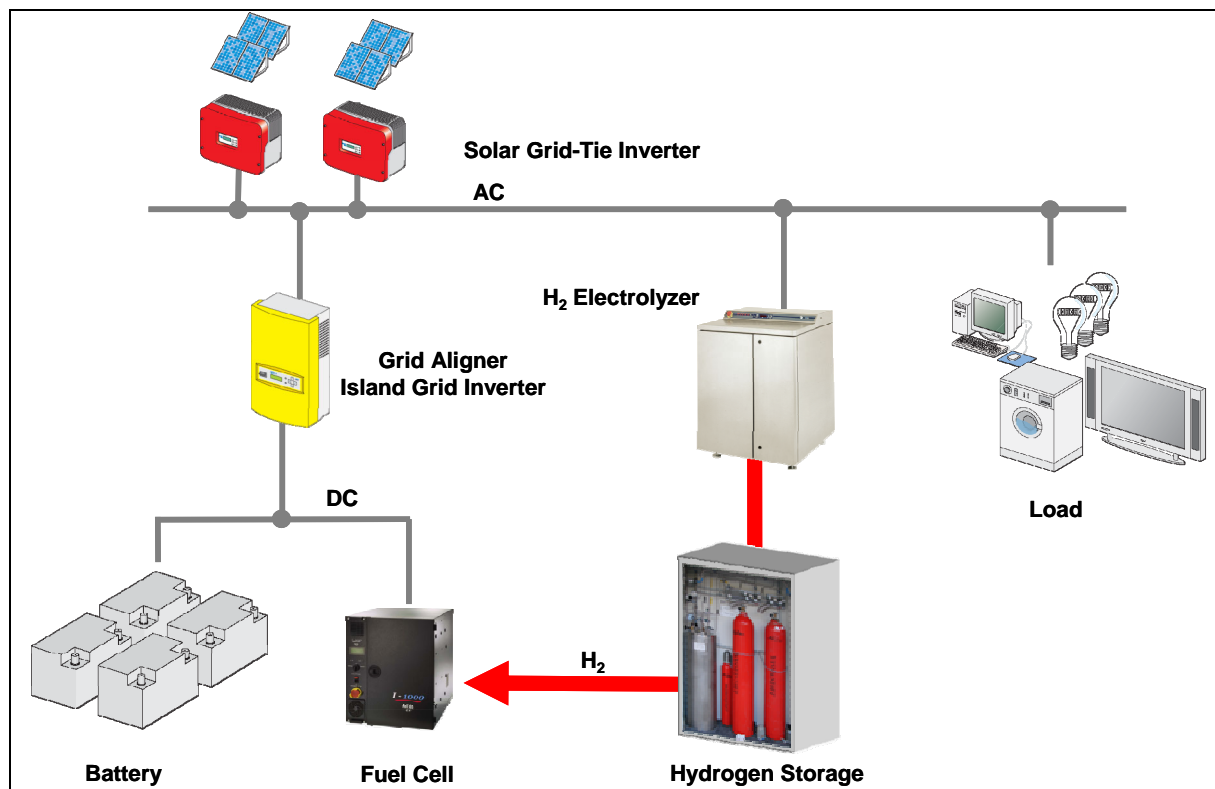 Solar Grid-Tie Inverter
AC
H₂ Electrolyzer
Grid Aligner
Island Grid Inverter
DC
Load
H₂
I-1000
Battery
Fuel Cell
Hydrogen Storage